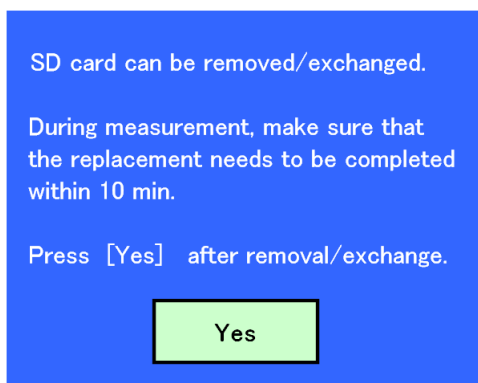 SD card can be removed/exchanged.
During measurement, make sure that
the replacement needs to be completed
within 10 min.
Press [Yes] after removal/exchange.
Yes